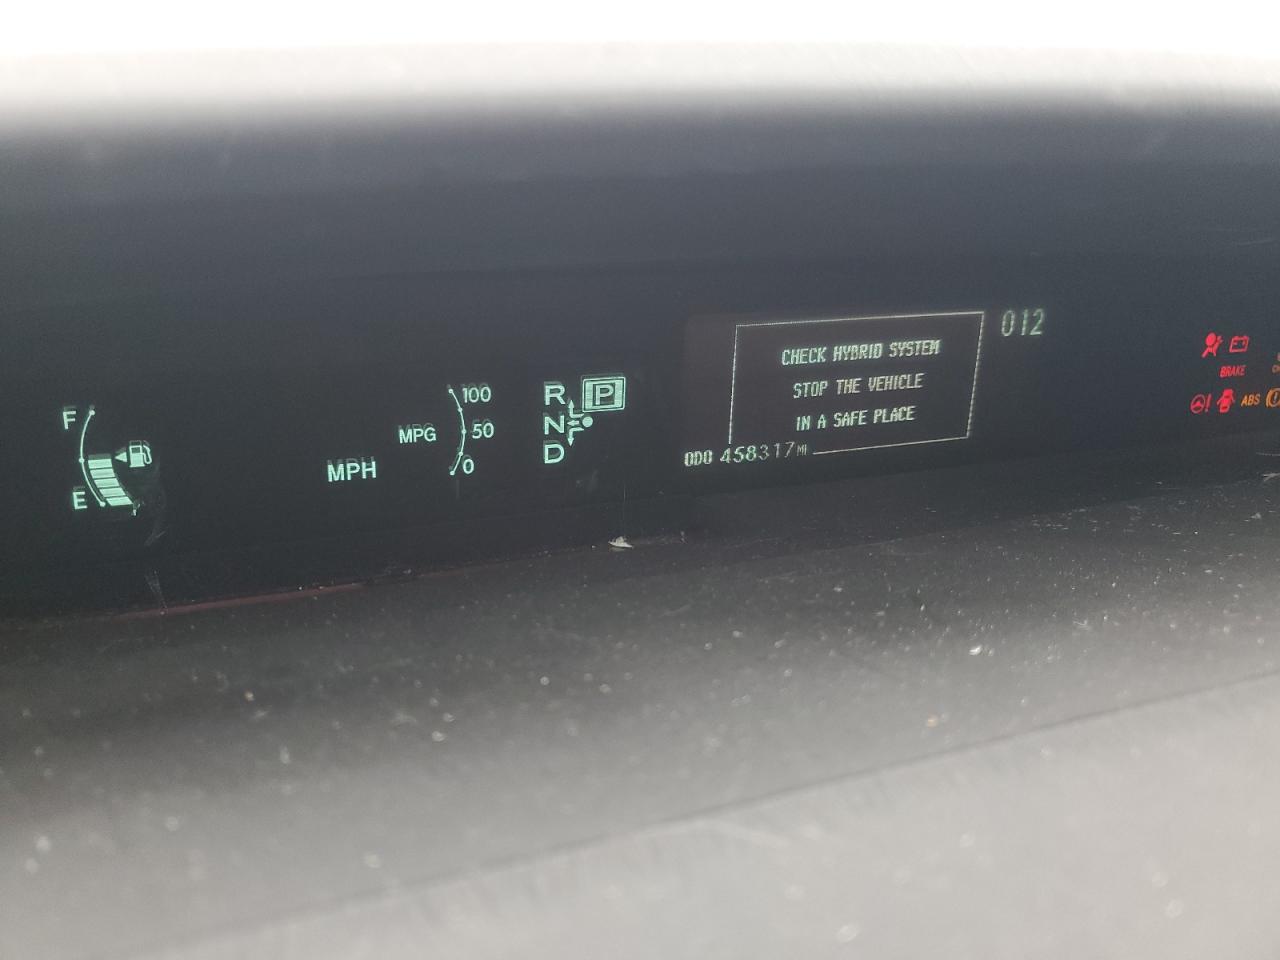 F
E
MPH
MPG
100
50
0
R
P
N
D
CHECK HYBRID SYSTEM
STOP THE VEHICLE
IN A SAFE PLACE
012
ODO 458317 MI
BRAKE
ABS